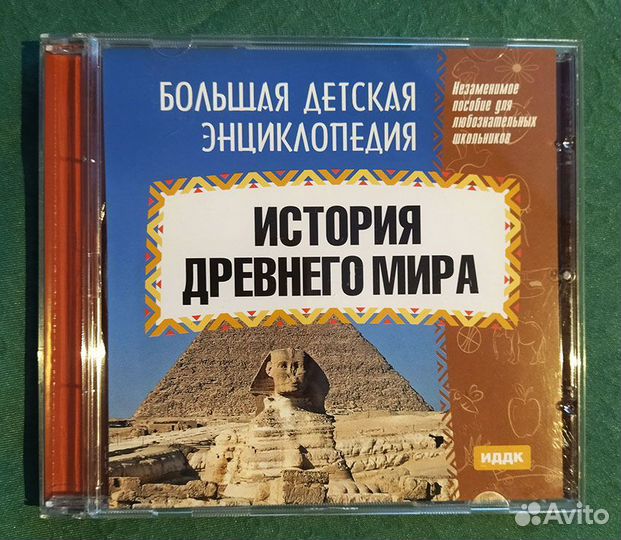 БОЛЬШАЯ ДЕТСКАЯ
ЭНЦИКЛОПЕДИЯ
Незаменимое
пособие для
любознательных
школьников
ИСТОРИЯ
ДРЕВНЕГО МИРА
ИДДК
Avito